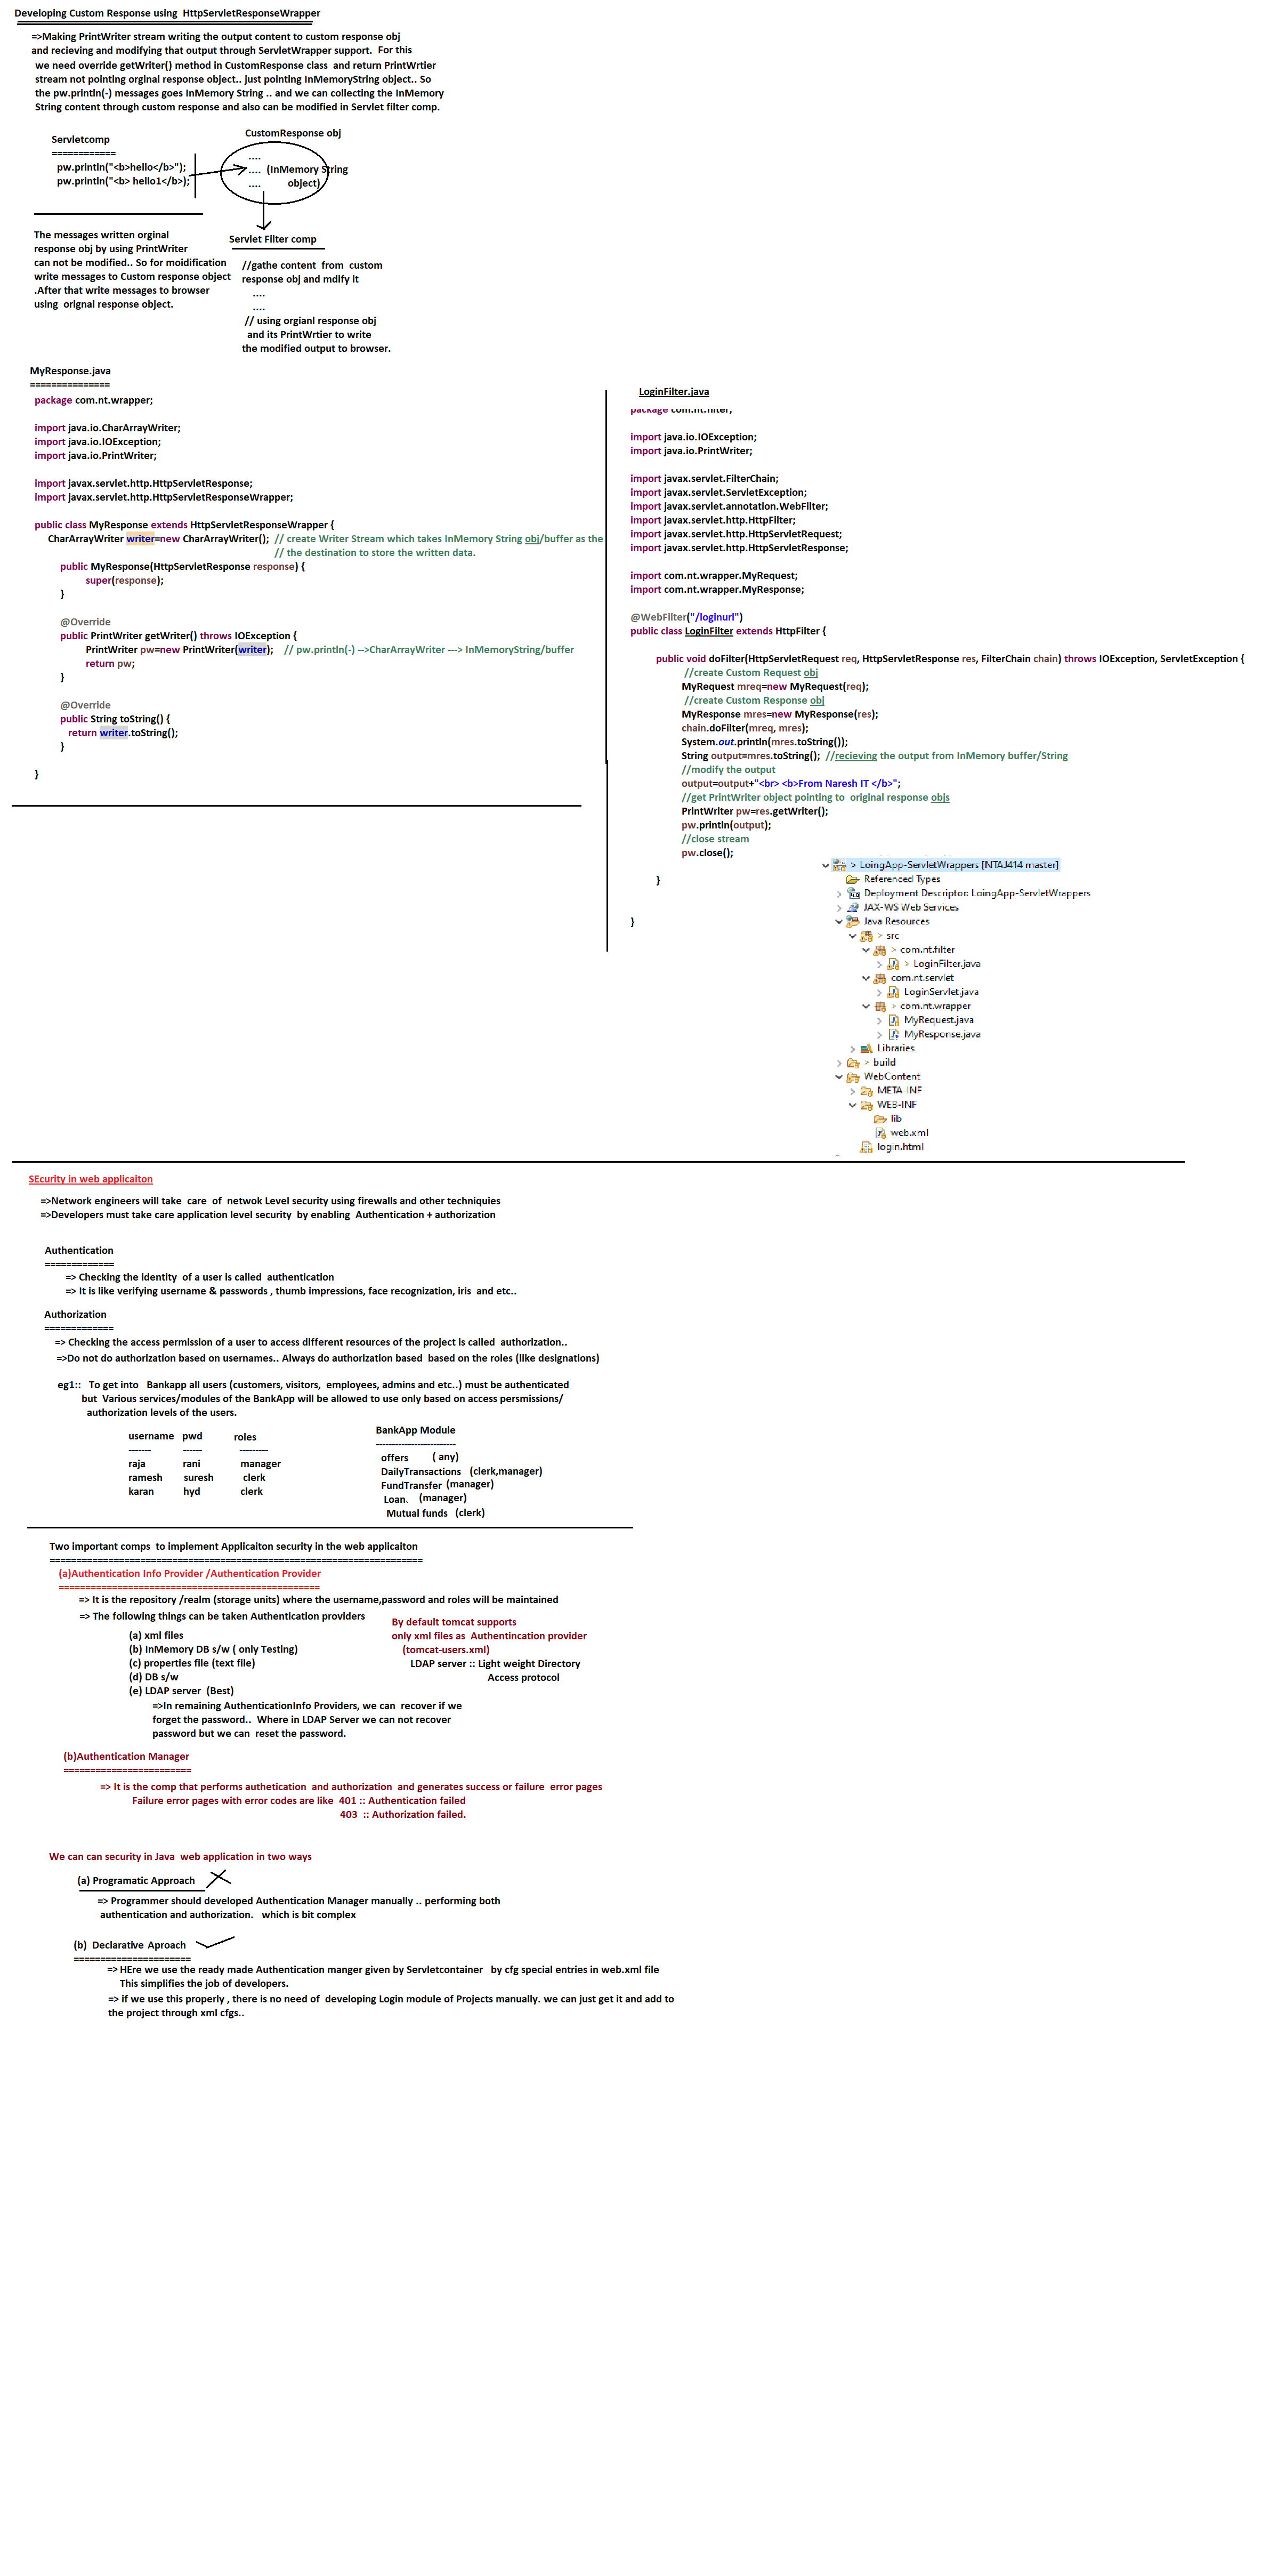 Developing Custom Response using  HttpServletResponseWrapper
=>Making PrintWriter stream writing the output content to custom response obj
and recieving and modifying that output through ServletWrapper support.  For this
we need override getWriter() method in CustomResponse class  and return PrintWrtier
stream not pointing orginal response object.. just pointing InMemoryString object.. So
the pw.println(-) messages goes InMemory String .. and we can collecting the InMemory
String content through custom response and also can be modified in Servlet filter comp.
Servletcomp
============
pw.println("<b>hello</b>");
pw.println("<b> hello1</b>);
CustomResponse obj
....
.... (InMemory String
.... object)
The messages written orginal
response obj by using PrintWriter
can not be modified.. So for moidification
write messages to Custom response object
.After that write messages to browser
using  orignal response object.
Servlet Filter comp
//gathe content  from  custom
response obj and mdify it
....
....
// using orgianl response obj
and its PrintWrtier to write
the modified output to browser.
MyResponse.java
===============
package com.nt.wrapper;
import java.io.CharArrayWriter;
import java.io.IOException;
import java.io.PrintWriter;
import javax.servlet.http.HttpServletResponse;
import javax.servlet.http.HttpServletResponseWrapper;
public class MyResponse extends HttpServletResponseWrapper {
CharArrayWriter writer=new CharArrayWriter();  // create Writer Stream which takes InMemory String obj/buffer as the
// the destination to store the written data.
public MyResponse(HttpServletResponse response) {
super(response);
}
@Override
public PrintWriter getWriter() throws IOException {
PrintWriter pw=new PrintWriter(writer);    // pw.println(-) -->CharArrayWriter ---> InMemoryString/buffer
return pw;
}
@Override
public String toString() {
return writer.toString();
}
}
LoginFilter.java
package com.nt.filter;
import java.io.IOException;
import java.io.PrintWriter;
import javax.servlet.FilterChain;
import javax.servlet.ServletException;
import javax.servlet.annotation.WebFilter;
import javax.servlet.http.HttpFilter;
import javax.servlet.http.HttpServletRequest;
import javax.servlet.http.HttpServletResponse;
import com.nt.wrapper.MyRequest;
import com.nt.wrapper.MyResponse;
@WebFilter("/loginurl")
public class LoginFilter extends HttpFilter {
public void doFilter(HttpServletRequest req, HttpServletResponse res, FilterChain chain) throws IOException, ServletException {
//create Custom Request obj
MyRequest mreq=new MyRequest(req);
//create Custom Response obj
MyResponse mres=new MyResponse(res);
chain.doFilter(mreq, mres);
System.out.println(mres.toString());
String output=mres.toString();  //recieving the output from InMemory buffer/String
//modify the output
output=output+"<br> <b>From Naresh IT </b>";
//get PrintWriter object pointing to  original response objs
PrintWriter pw=res.getWriter();
pw.println(output);
//close stream
pw.close();
}
}
> LoingApp-ServletWrappers [NTAJ414 master]
Referenced Types
Deployment Descriptor: LoingApp-ServletWrappers
JAX-WS Web Services
Java Resources
> src
> com.nt.filter
> LoginFilter.java
com.nt.servlet
LoginServlet.java
> com.nt.wrapper
MyRequest.java
MyResponse.java
Libraries
> build
WebContent
META-INF
WEB-INF
lib
web.xml
login.html
SEcurity in web applicaiton
=>Network engineers will take  care  of  netwok Level security using firewalls and other techniquies
=>Developers must take care application level security  by enabling  Authentication + authorization
Authentication
=============
=> Checking the identity  of a user is called  authentication
=> It is like verifying username & passwords , thumb impressions, face recognization, iris  and etc..
Authorization
=============
=> Checking the access permission of a user to access different resources of the project is called  authorization..
=>Do not do authorization based on usernames.. Always do authorization based  based on the roles (like designations)
eg1::   To get into   Bankapp all users (customers, visitors,  employees, admins and etc..) must be authenticated
but  Various services/modules of the BankApp will be allowed to use only based on access persmissions/
authorization levels of the users.
username   pwd   roles
-------   ------   ---------
raja   rani   manager
ramesh   suresh   clerk
karan   hyd   clerk
BankApp Module
-------------------------
offers   ( any)
DailyTransactions   (clerk,manager)
FundTransfer  (manager)
Loan.   (manager)
Mutual funds   (clerk)
Two important comps  to implement Applicaiton security in the web applicaiton
======================================================================
(a)Authentication Info Provider /Authentication Provider
=================================================
=> It is the repository /realm (storage units) where the username,password and roles will be maintained
=> The following things can be taken Authentication providers
(a) xml files
(b) InMemory DB s/w ( only Testing)
(c) properties file (text file)
(d) DB s/w
(e) LDAP server  (Best)
By default tomcat supports
only xml files as  Authentincation provider
(tomcat-users.xml)
LDAP server :: Light weight Directory
Access protocol
=>In remaining AuthenticationInfo Providers, we can  recover if we
forget the password..  Where in LDAP Server we can not recover
password but we can  reset the password.
(b)Authentication Manager
========================
=> It is the comp that performs authetication  and authorization  and generates success or failure  error pages
Failure error pages with error codes are like  401 :: Authentication failed
403  :: Authorization failed.
We can can security in Java  web application in two ways
(a) Programatic Approach
=> Programmer should developed Authentication Manager manually .. performing both
authentication and authorization.   which is bit complex
(b)  Declarative Aproach
======================
=> HEre we use the ready made Authentication manger given by Servletcontainer   by cfg special entries in web.xml file
This simplifies the job of developers.
=> if we use this properly , there is no need of  developing Login module of Projects manually. we can just get it and add to
the project through xml cfgs..